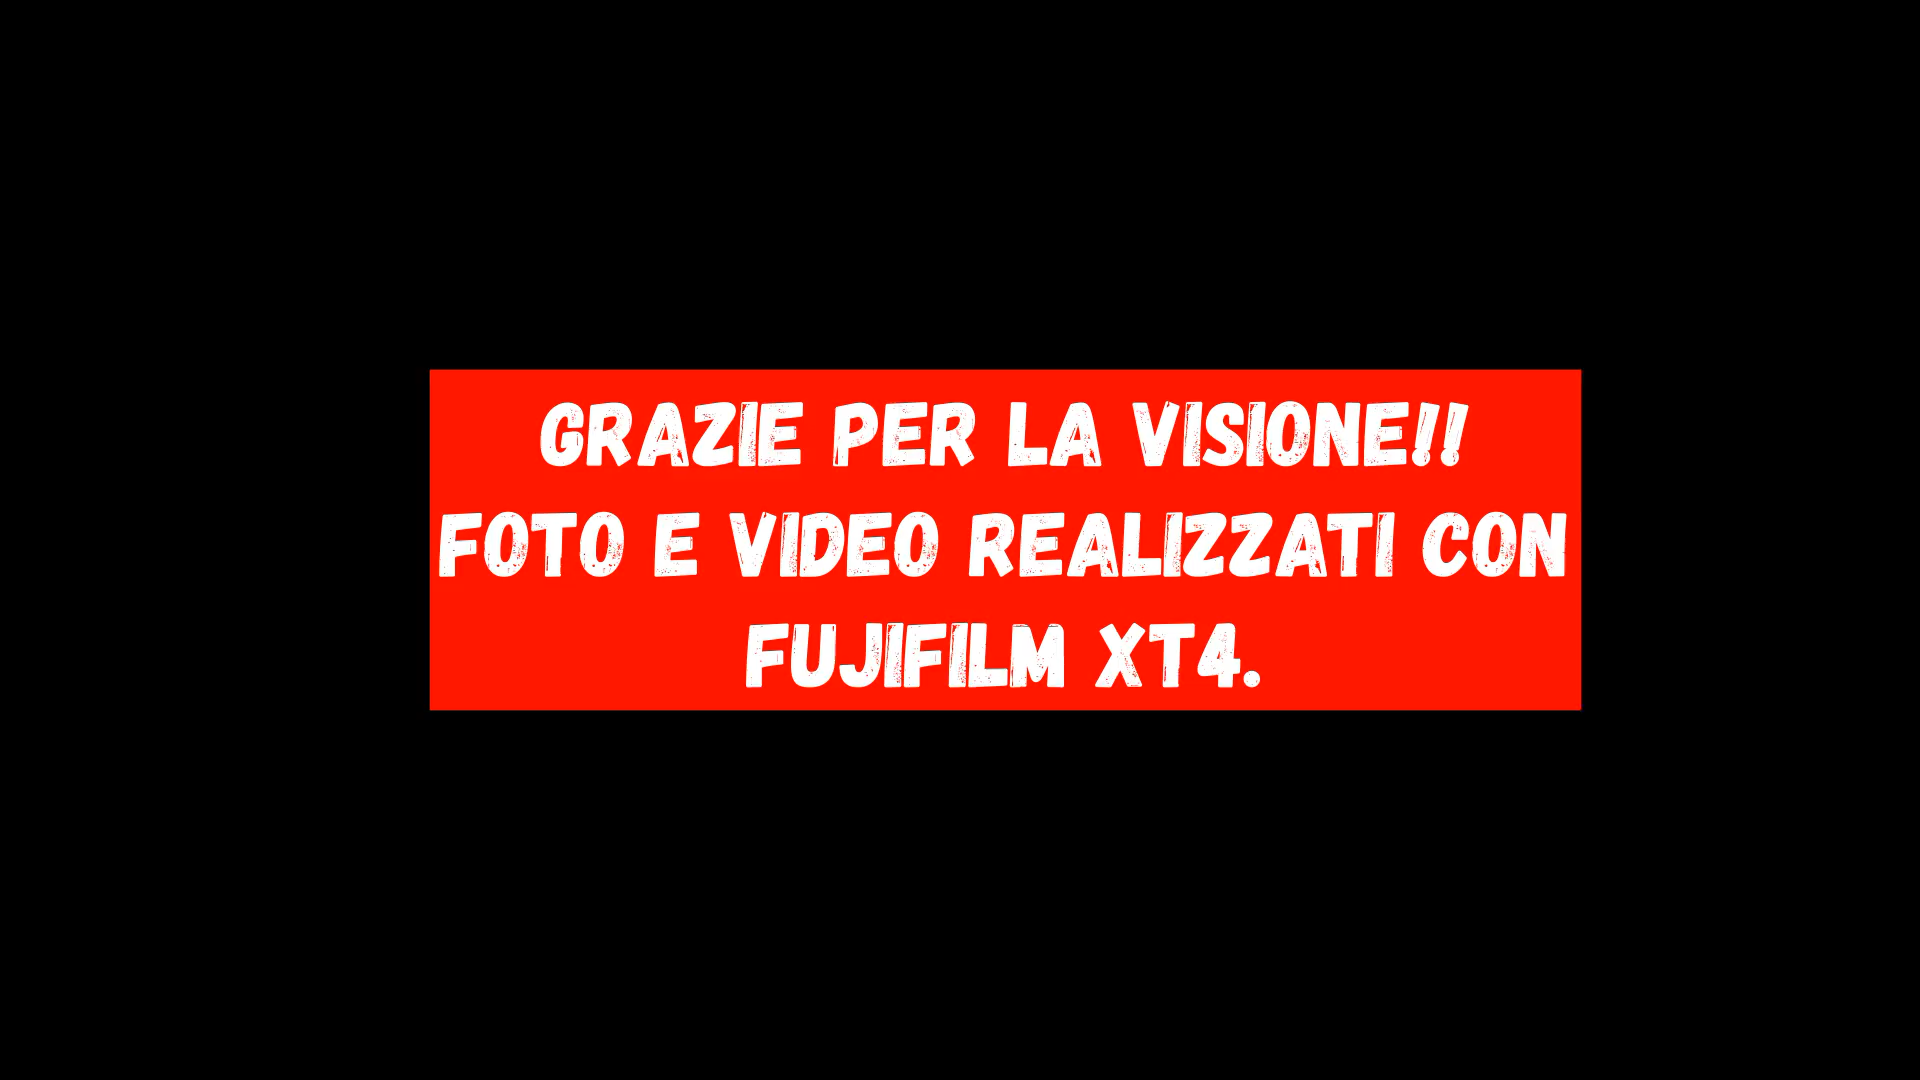 GRAZIE PER LA VISIONE!!
FOTO E VIDEO REALIZZATI CON
FUJIFILM XT4.